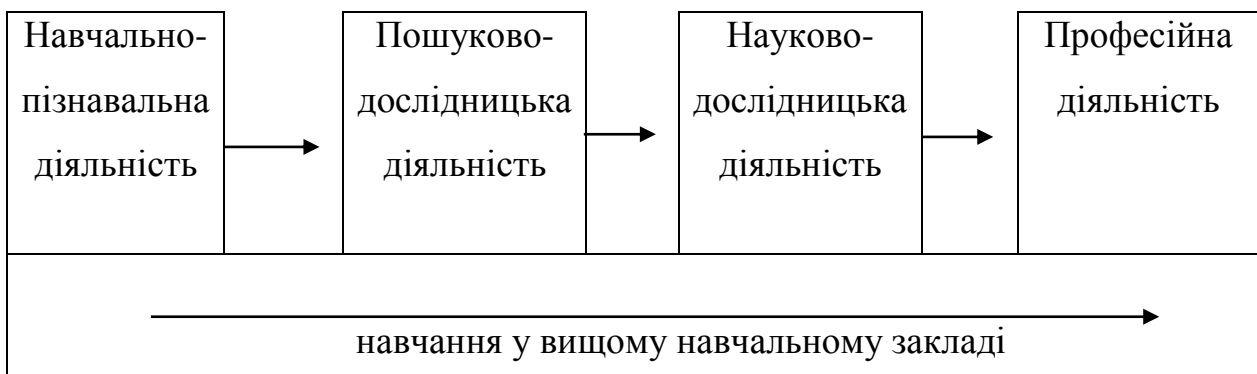 Навчально-
пізнавальна
діяльність
Пошуково-
дослідницька
діяльність
Науково-
дослідницька
діяльність
Професійна
діяльність
навчання у вищому навчальному закладі